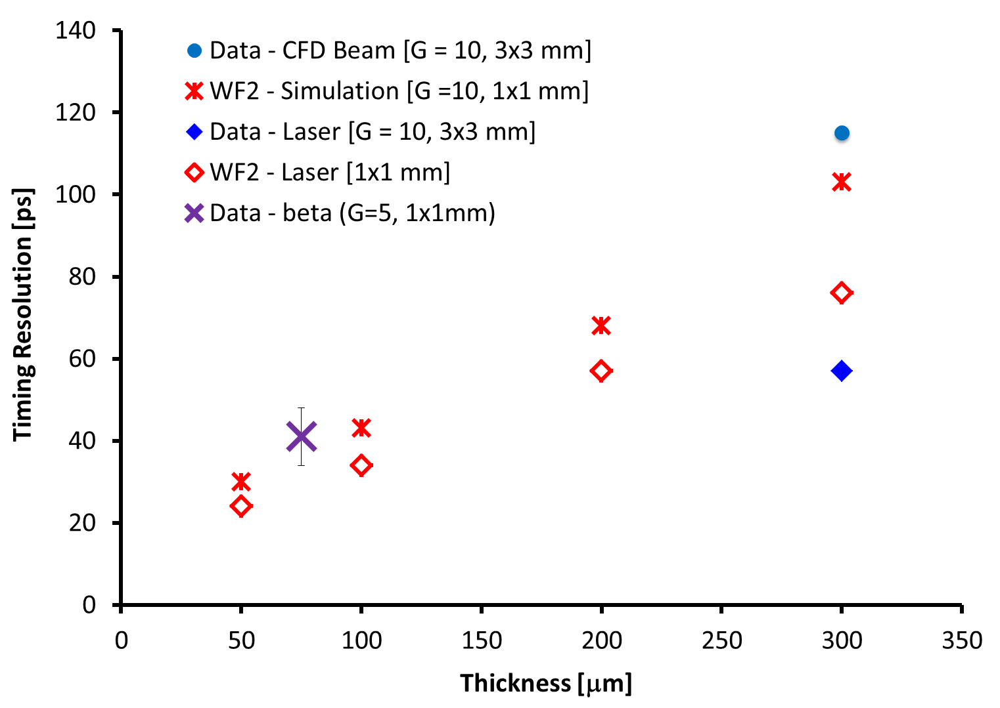 140
120
100
80
60
40
20
0
Timing Resolution [ps]
Data - CFD Beam [G = 10, 3x3 mm]
WF2 - Simulation [G =10, 1x1 mm]
Data - Laser [G = 10, 3x3 mm]
WF2 - Laser [1x1 mm]
Data - beta (G=5, 1x1mm)
0 50 100 150 200 250 300 350
Thickness [μm]